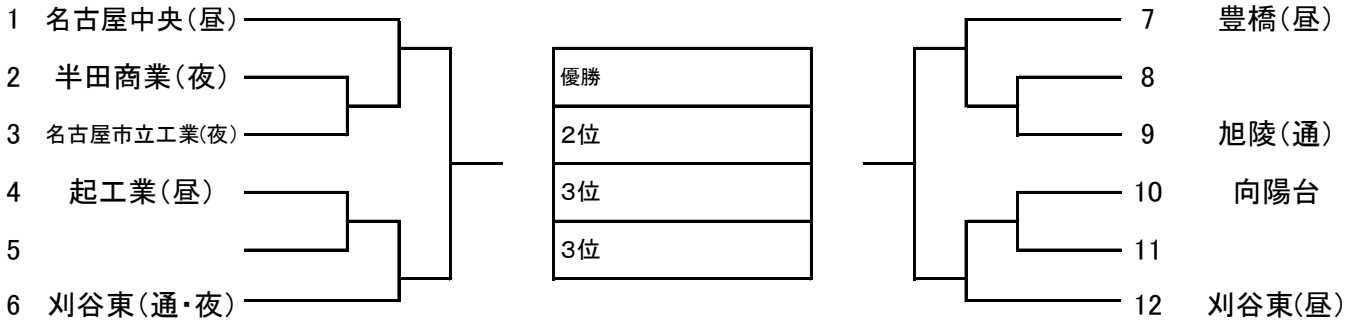 1 名古屋中央(昼)
2 半田商業(夜)
3 名古屋市立工業(夜)
4 起工業(昼)
5
6 刈谷東(通・夜)
優勝
2位
3位
3位
7 豊橋(昼)
8
9 旭陵(通)
10 向陽台
11
12 刈谷東(昼)